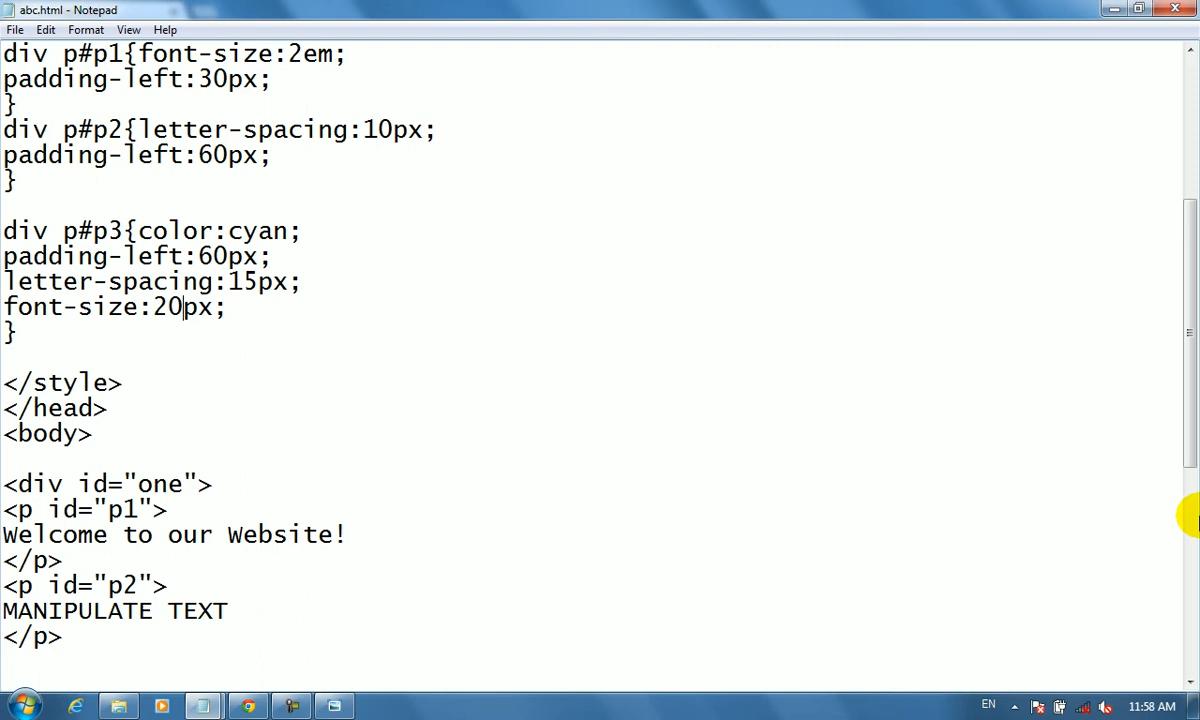 abc.html - Notepad
File Edit Format View Help
div p#p1{font-size:2em;
padding-left:30px;
}
div p#p2{letter-spacing:10px;
padding-left:60px;
}
div p#p3{color:cyan;
padding-left:60px;
letter-spacing:15px;
font-size:20px;
}
</style>
</head>
<body>
<div id="one">
<p id="p1">
Welcome to our Website!
</p>
<p id="p2">
MANIPULATE TEXT
</p>
EN 11:58 AM